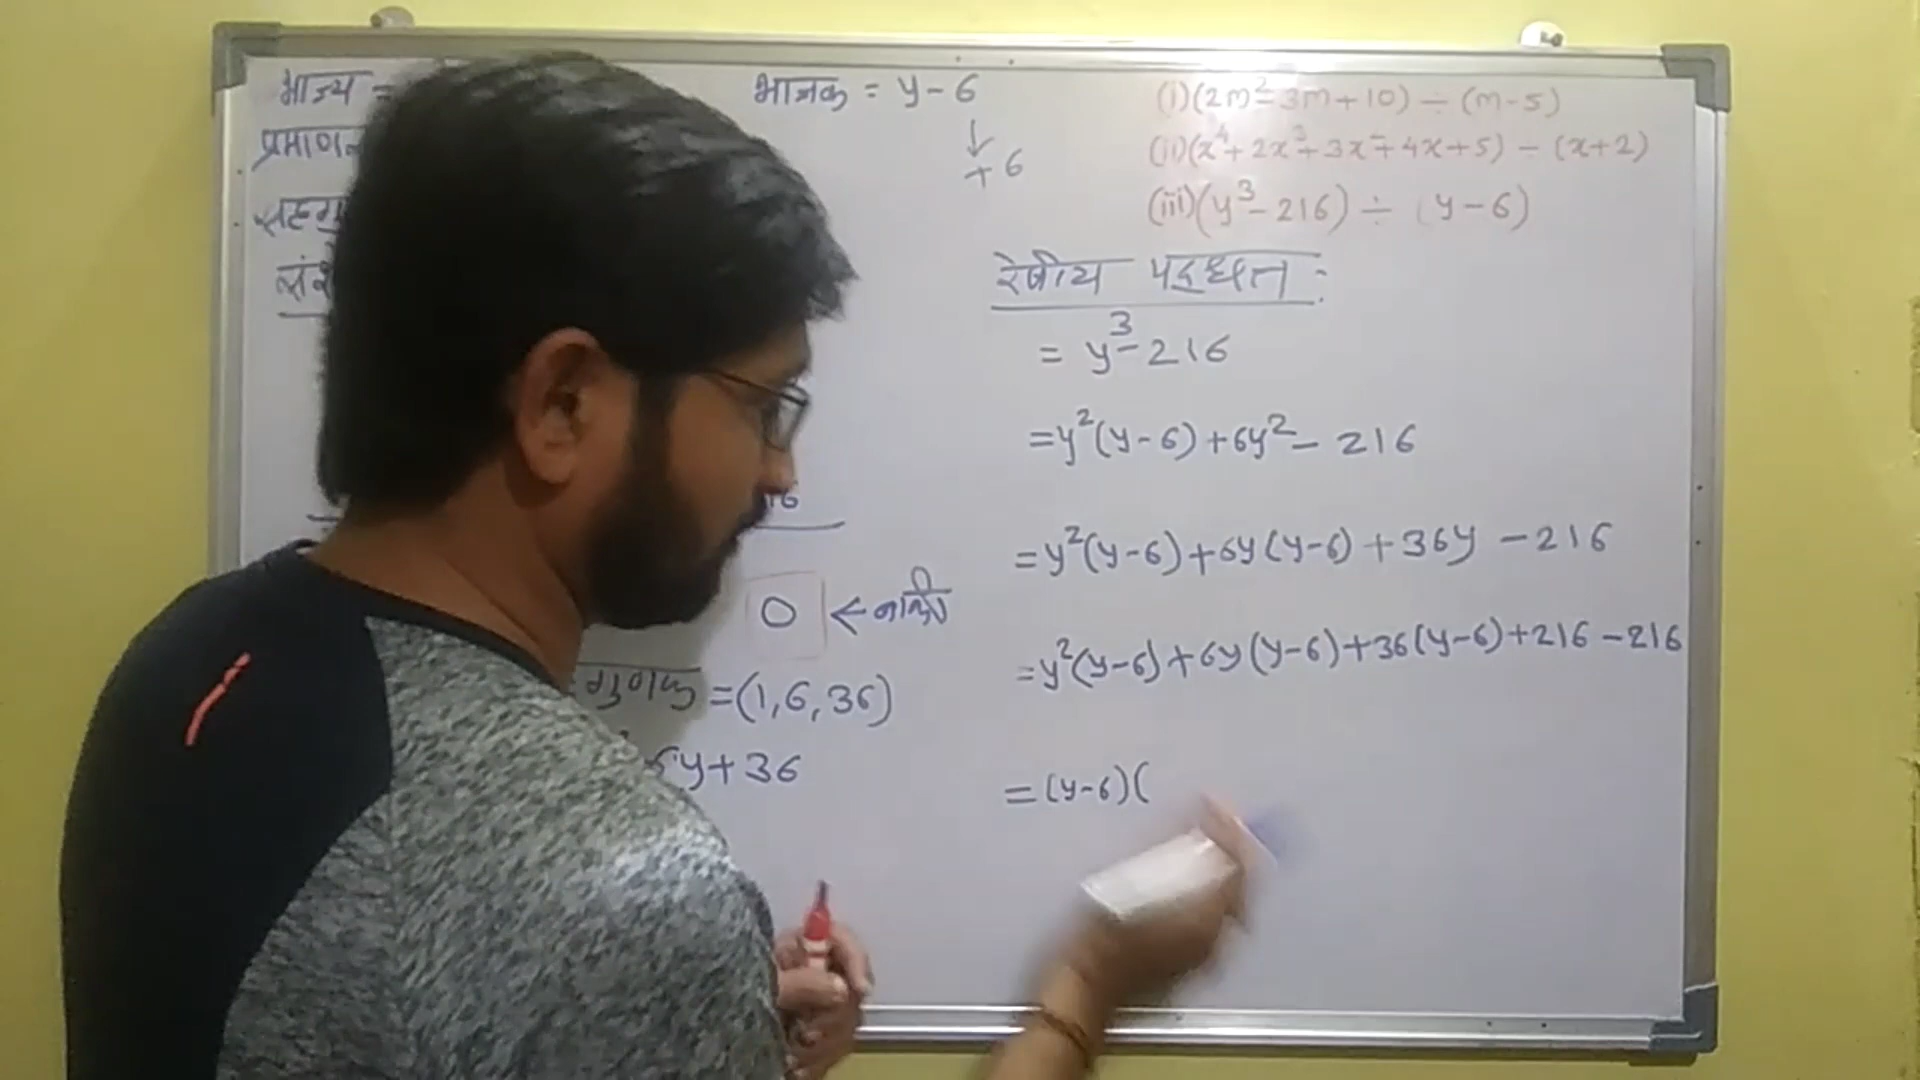 भाज्य =
भाजक = y - 6
↓
+ 6
(i) (2m² - 3m + 10) ÷ (m - 5)
(ii) (x⁴ + 2x³ + 3x² + 4x + 5) ÷ (x + 2)
(iii) (y³ - 216) ÷ (y - 6)
रेषीय पद्धत :
= y³ - 216
= y² (y - 6) + 6y² - 216
= y² (y - 6) + 6y (y - 6) + 36y - 216
= y² (y - 6) + 6y (y - 6) + 36 (y - 6) + 216 - 216
= (y - 6) (
0 ← बाकी
गुणक = (1, 6, 36)
6y + 36